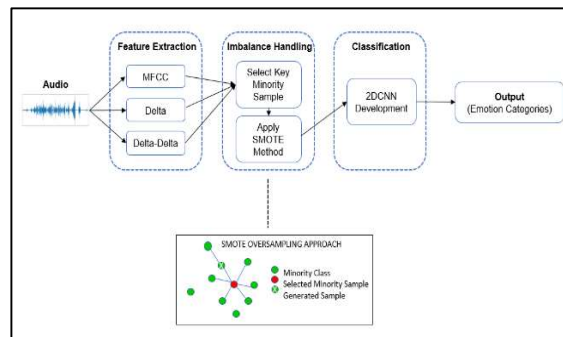 Feature Extraction
Imbalance Handling
Classification
Audio
MFCC
Delta
Delta-Delta
Select Key
Minority
Sample
Apply
SMOTE
Method
2DCNN
Development
Output
(Emotion Categories)
SMOTE OVERSAMPLING APPROACH
Minority Class
Selected Minority Sample
Generated Sample